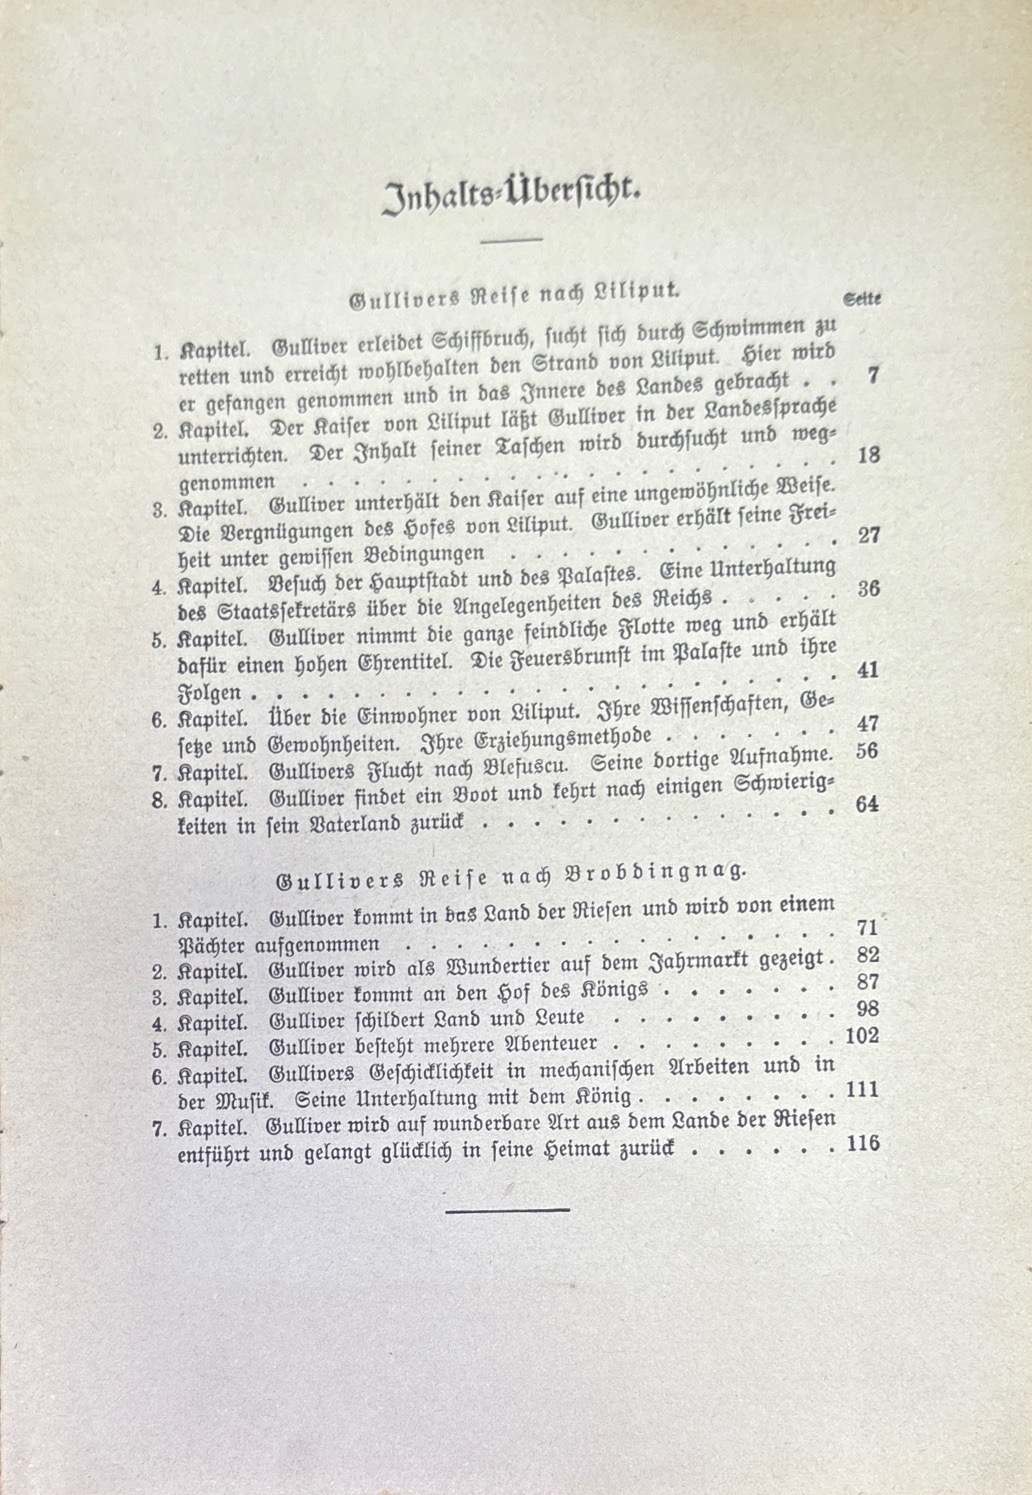 Inhalts-Übersicht.
Gullivers Reise nach Liliput.
Seite
1. Kapitel. Gulliver erleidet Schiffbruch, sucht sich durch Schwimmen zu
retten und erreicht wohlbehalten den Strand von Liliput. Hier wird
er gefangen genommen und in das Innere des Landes gebracht . . 7
2. Kapitel. Der Kaiser von Liliput läßt Gulliver in der Landessprache
unterrichten. Der Inhalt seiner Taschen wird durchsucht und weg-
genommen . . . . . . . . . . . . . . . . . . . . . 18
3. Kapitel. Gulliver unterhält den Kaiser auf eine ungewöhnliche Weise.
Die Vergnügungen des Hofes von Liliput. Gulliver erhält seine Frei-
heit unter gewissen Bedingungen . . . . . . . . . . . . . 27
4. Kapitel. Besuch der Hauptstadt und des Palastes. Eine Unterhaltung
des Staatssekretärs über die Angelegenheiten des Reichs . . . . . 36
5. Kapitel. Gulliver nimmt die ganze feindliche Flotte weg und erhält
dafür einen hohen Ehrentitel. Die Feuersbrunst im Palaste und ihre
Folgen . . . . . . . . . . . . . . . . . . . . . . . 41
6. Kapitel. Über die Einwohner von Liliput. Ihre Wissenschaften, Ge-
setze und Gewohnheiten. Ihre Erziehungsmethode . . . . . . . 47
7. Kapitel. Gullivers Flucht nach Blefuscu. Seine dortige Aufnahme. 56
8. Kapitel. Gulliver findet ein Boot und kehrt nach einigen Schwierig-
keiten in sein Vaterland zurück . . . . . . . . . . . . . . 64
Gullivers Reise nach Brobdingnag.
1. Kapitel. Gulliver kommt in das Land der Riesen und wird von einem
Pächter aufgenommen . . . . . . . . . . . . . . . . . 71
2. Kapitel. Gulliver wird als Wundertier auf dem Jahrmarkt gezeigt . 82
3. Kapitel. Gulliver kommt an den Hof des Königs . . . . . . . 87
4. Kapitel. Gulliver schildert Land und Leute . . . . . . . . . 98
5. Kapitel. Gulliver besteht mehrere Abenteuer . . . . . . . . . 102
6. Kapitel. Gullivers Geschicklichkeit in mechanischen Arbeiten und in
der Musik. Seine Unterhaltung mit dem König . . . . . . . . 111
7. Kapitel. Gulliver wird auf wunderbare Art aus dem Lande der Riesen
entführt und gelangt glücklich in seine Heimat zurück . . . . . . 116